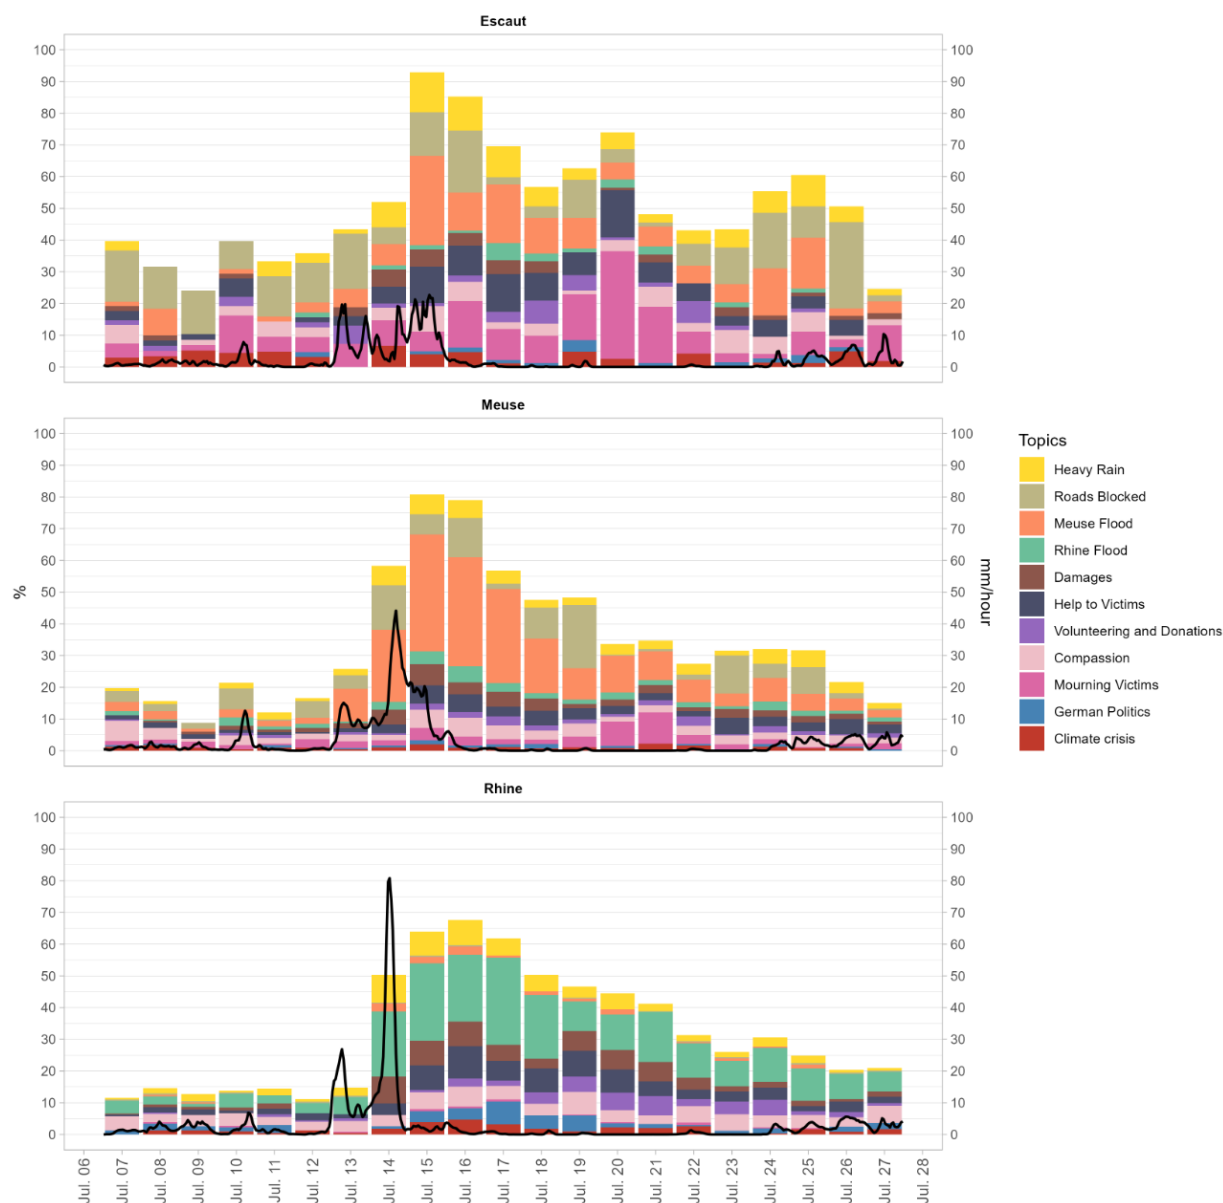 Escaut
100 100
90 90
80 80
70 70
60 60
50 50
40 40
30 30
20 20
10 10
0 0
Meuse
100 100
90 90
80 80
70 70
60 60
50 50
40 40
30 30
20 20
10 10
0 0
%
mm/hour
Topics
Heavy Rain
Roads Blocked
Meuse Flood
Rhine Flood
Damages
Help to Victims
Volunteering and Donations
Compassion
Mourning Victims
German Politics
Climate crisis
Rhine
100 100
90 90
80 80
70 70
60 60
50 50
40 40
30 30
20 20
10 10
0 0
Jul. 06
Jul. 07
Jul. 08
Jul. 09
Jul. 10
Jul. 11
Jul. 12
Jul. 13
Jul. 14
Jul. 15
Jul. 16
Jul. 17
Jul. 18
Jul. 19
Jul. 20
Jul. 21
Jul. 22
Jul. 23
Jul. 24
Jul. 25
Jul. 26
Jul. 27
Jul. 28